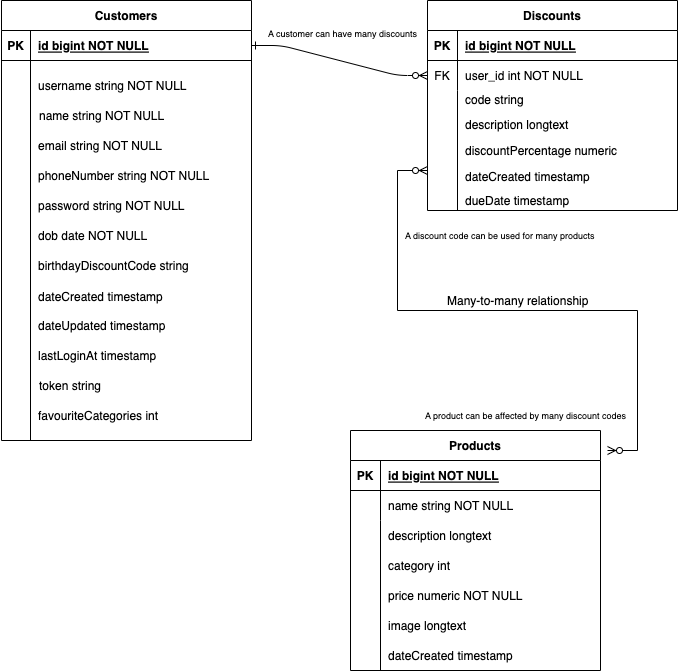 Customers
PK id bigint NOT NULL
username string NOT NULL
name string NOT NULL
email string NOT NULL
phoneNumber string NOT NULL
password string NOT NULL
dob date NOT NULL
birthdayDiscountCode string
dateCreated timestamp
dateUpdated timestamp
lastLoginAt timestamp
token string
favouriteCategories int
A customer can have many discounts
Discounts
PK id bigint NOT NULL
FK user_id int NOT NULL
code string
description longtext
discountPercentage numeric
dateCreated timestamp
dueDate timestamp
A discount code can be used for many products
Many-to-many relationship
A product can be affected by many discount codes
Products
PK id bigint NOT NULL
name string NOT NULL
description longtext
category int
price numeric NOT NULL
image longtext
dateCreated timestamp